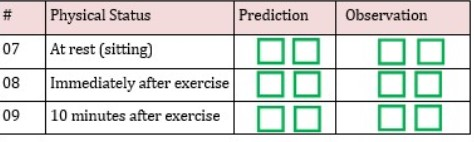 # Physical Status Prediction Observation
07 At rest (sitting)
08 Immediately after exercise
09 10 minutes after exercise